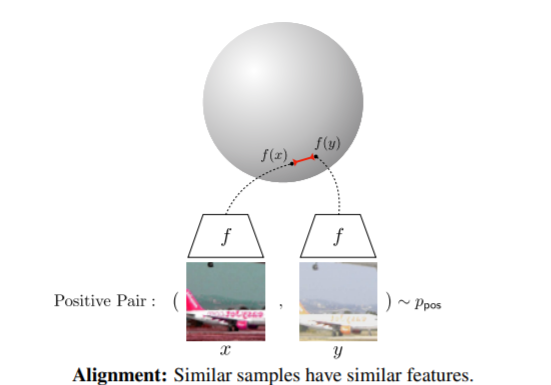 f(x) f(y)
f f
Positive Pair : ( , ) ∼ p_pos
x y
Alignment: Similar samples have similar features.